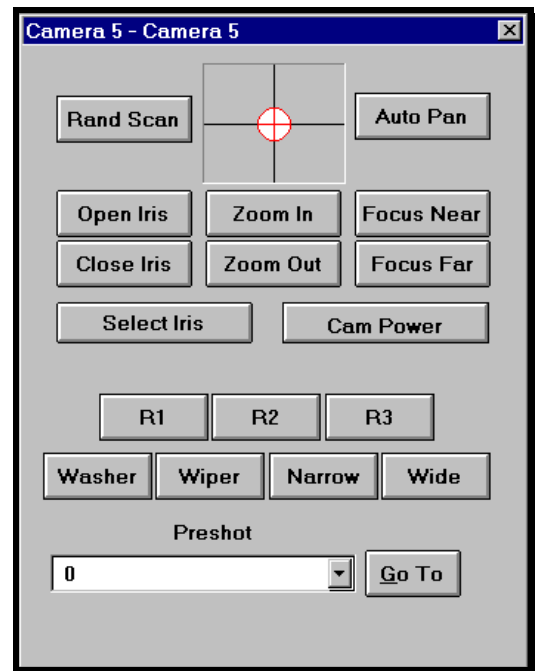 Camera 5 - Camera 5
Rand Scan
Auto Pan
Open Iris Zoom In Focus Near
Close Iris Zoom Out Focus Far
Select Iris Cam Power
R1 R2 R3
Washer Wiper Narrow Wide
Preshot
0 Go To